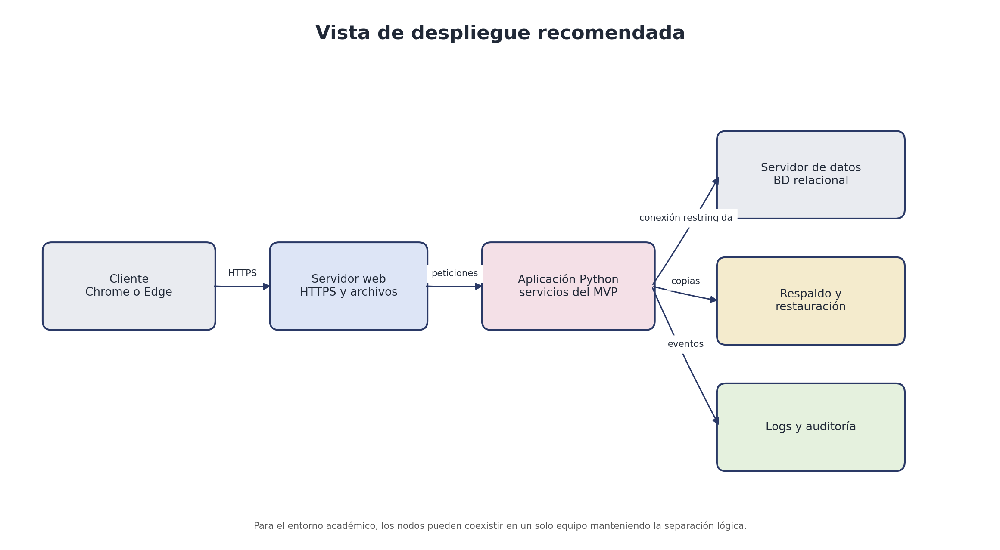 Vista de despliegue recomendada
Cliente
Chrome o Edge
HTTPS
Servidor web
HTTPS y archivos
peticiones
Aplicación Python
servicios del MVP
conexión restringida
Servidor de datos
BD relacional
copias
Respaldo y
restauración
eventos
Logs y auditoría
Para el entorno académico, los nodos pueden coexistir en un solo equipo manteniendo la separación lógica.